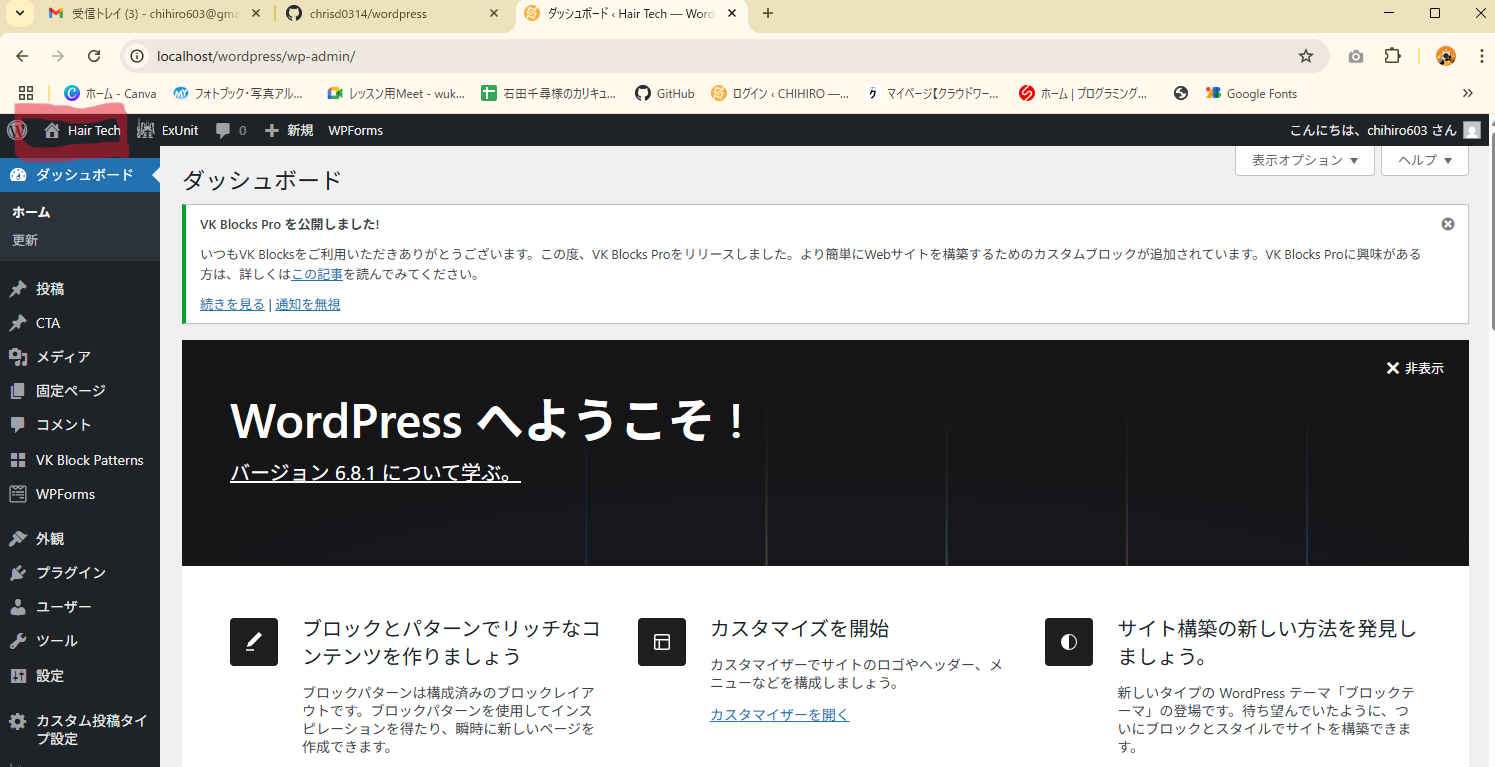 受信トレイ (3) - chihiro603@gma
chrisd0314/wordpress
ダッシュボード ‹ Hair Tech — Word
localhost/wordpress/wp-admin/
ホーム - Canva
フォトブック・写真アル...
レッスン用Meet - wuk...
石田千尋様のカリキュ...
GitHub
ログイン ‹ CHIHIRO —...
マイページ【クラウドワー...
ホーム | プログラミング...
Google Fonts
Hair Tech
ExUnit
0
新規
WPForms
こんにちは、chihiro603 さん
ダッシュボード
ホーム
更新
投稿
CTA
メディア
固定ページ
コメント
VK Block Patterns
WPForms
外観
プラグイン
ユーザー
ツール
設定
カスタム投稿タイ
プ設定
表示オプション ▼
ヘルプ ▼
ダッシュボード
VK Blocks Pro を公開しました!
いつもVK Blocksをご利用いただきありがとうございます。この度、VK Blocks Proをリリースしました。より簡単にWebサイトを構築するためのカスタムブロックが追加されています。VK Blocks Proに興味がある
方は、詳しくはこの記事を読んでみてください。
続きを見る | 通知を無視
非表示
WordPress へようこそ！
バージョン 6.8.1 について学ぶ。
ブロックとパターンでリッチなコ
ンテンツを作りましょう
ブロックパターンは構成済みのブロックレイア
ウトです。ブロックパターンを使用してインス
ピレーションを得たり、瞬時に新しいページを
作成できます。
カスタマイズを開始
カスタマイザーでサイトのロゴやヘッダー、メ
ニューなどを構成しましょう。
カスタマイザーを開く
サイト構築の新しい方法を発見し
ましょう。
新しいタイプの WordPress テーマ「ブロックテ
ーマ」の登場です。待ち望んでいたように、つ
いにブロックとスタイルでサイトを構築できま
す。